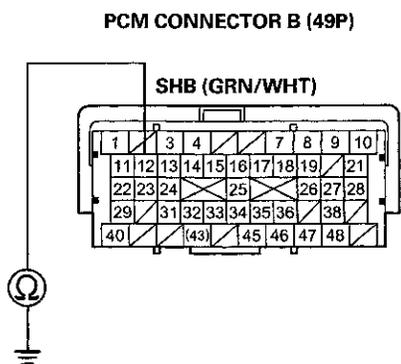 PCM CONNECTOR B (49P)
SHB (GRN/WHT)
1 3 4 7 8 9 10
11 12 13 14 15 16 17 18 19 21
22 23 24 25 26 27 28
29 31 32 33 34 35 36 38
40 (43) 45 46 47 48
Ω